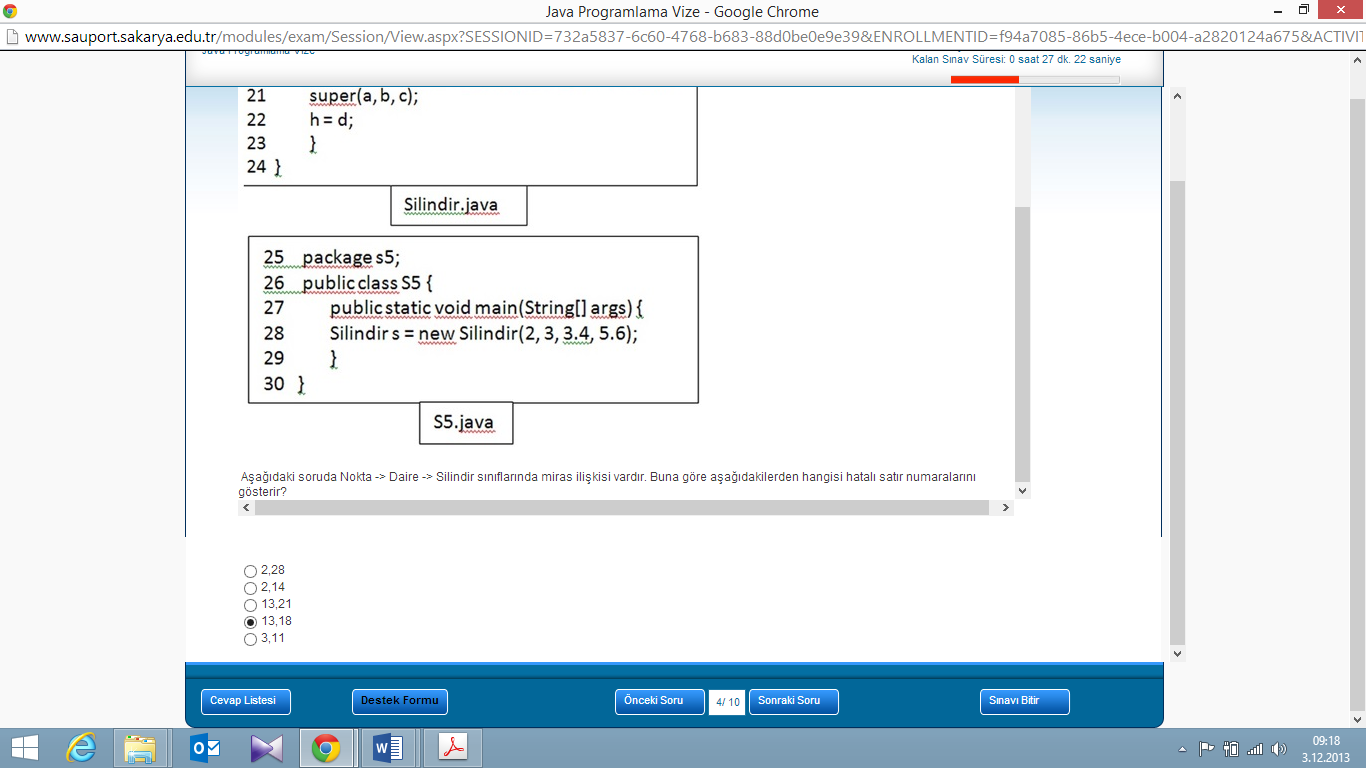 Java Programlama Vize - Google Chrome
www.sauport.sakarya.edu.tr/modules/exam/Session/View.aspx?SESSIONID=732a5837-6c60-4768-b683-88d0be0e9e39&ENROLLMENTID=f94a7085-86b5-4ece-b004-a2820124a675&ACTIVIT
Java Programlama Vize
Kalan Sınav Süresi: 0 saat 27 dk. 22 saniye
21 super(a, b, c);
22 h = d;
23 }
24 }
Silindir.java
25 package s5;
26 public class S5 {
27 public static void main(String[] args) {
28 Silindir s = new Silindir(2, 3, 3.4, 5.6);
29 }
30 }
S5.java
Aşağıdaki soruda Nokta -> Daire -> Silindir sınıflarında miras ilişkisi vardır. Buna göre aşağıdakilerden hangisi hatalı satır numaralarını
gösterir?
2,28
2,14
13,21
13,18
3,11
Cevap Listesi
Destek Formu
Önceki Soru
4/ 10
Sonraki Soru
Sınavı Bitir
09:18
3.12.2013